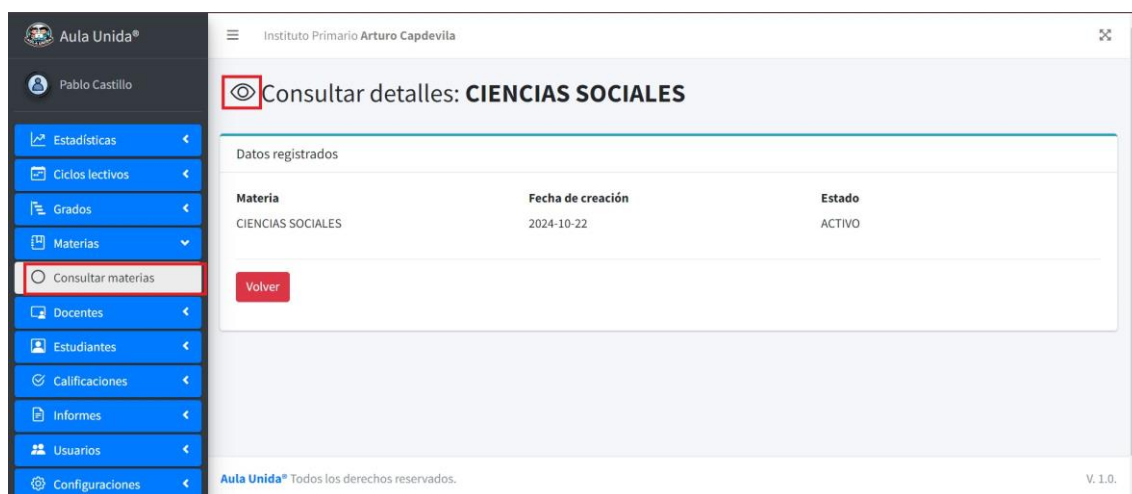 Aula Unida®
Instituto Primario Arturo Capdevila
Pablo Castillo
Consultar detalles: CIENCIAS SOCIALES
Estadísticas
Ciclos lectivos
Grados
Materias
Consultar materias
Docentes
Estudiantes
Calificaciones
Informes
Usuarios
Configuraciones
Datos registrados
Materia Fecha de creación Estado
CIENCIAS SOCIALES 2024-10-22 ACTIVO
Volver
Aula Unida® Todos los derechos reservados. V. 1.0.